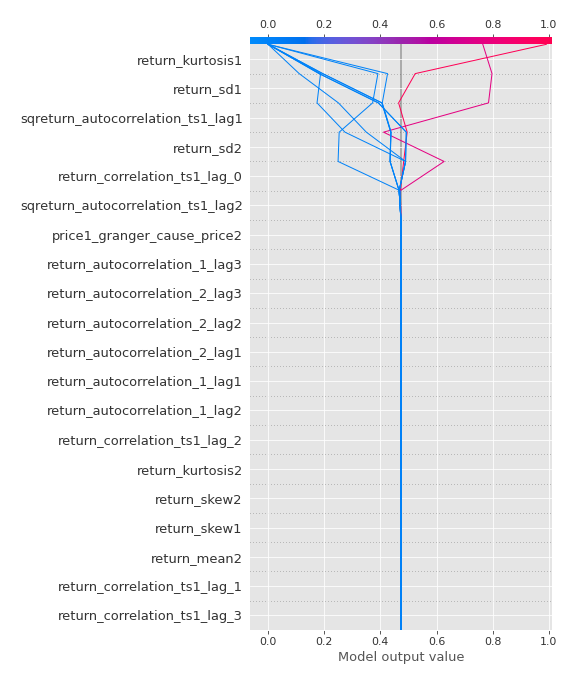 0.0 0.2 0.4 0.6 0.8 1.0
return_kurtosis1
return_sd1
sqreturn_autocorrelation_ts1_lag1
return_sd2
return_correlation_ts1_lag_0
sqreturn_autocorrelation_ts1_lag2
price1_granger_cause_price2
return_autocorrelation_1_lag3
return_autocorrelation_2_lag3
return_autocorrelation_2_lag2
return_autocorrelation_2_lag1
return_autocorrelation_1_lag1
return_autocorrelation_1_lag2
return_correlation_ts1_lag_2
return_kurtosis2
return_skew2
return_skew1
return_mean2
return_correlation_ts1_lag_1
return_correlation_ts1_lag_3
0.0 0.2 0.4 0.6 0.8 1.0
Model output value